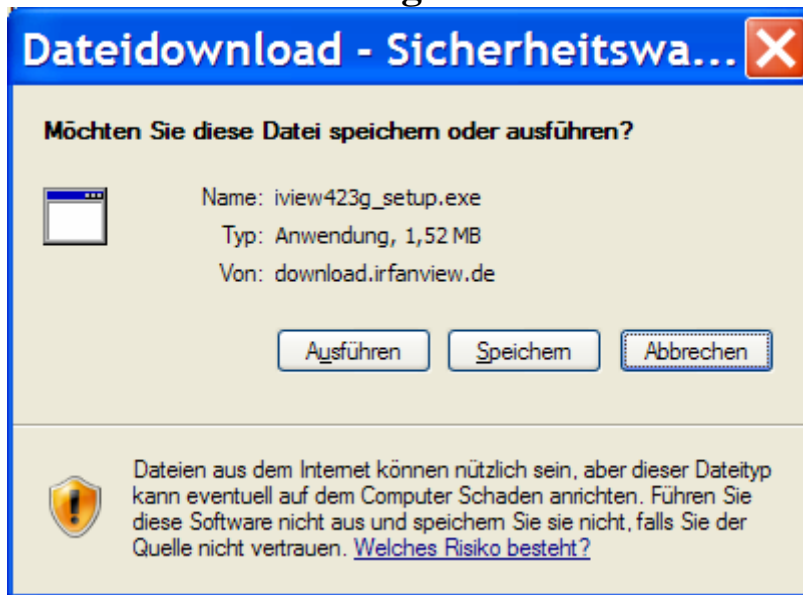 Dateidownload - Sicherheitswa...
Möchten Sie diese Datei speichern oder ausführen?
Name: iview423g_setup.exe
Typ: Anwendung, 1,52 MB
Von: download.irfanview.de
Ausführen Speichern Abbrechen
Dateien aus dem Internet können nützlich sein, aber dieser Dateityp
kann eventuell auf dem Computer Schaden anrichten. Führen Sie
diese Software nicht aus und speichern Sie sie nicht, falls Sie der
Quelle nicht vertrauen. Welches Risiko besteht?